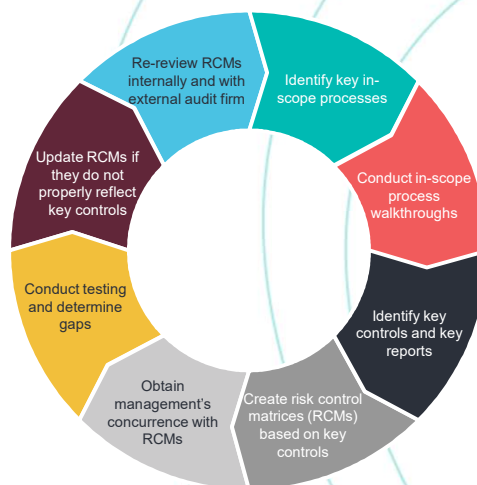 Identify key in-
scope processes
Conduct in-scope
process
walkthroughs
Identify key
controls and key
reports
Create risk control
matrices (RCMs)
based on key
controls
Obtain
management's
concurrence with
RCMs
Conduct testing
and determine
gaps
Update RCMs if
they do not
properly reflect
key controls
Re-review RCMs
internally and with
external audit firm